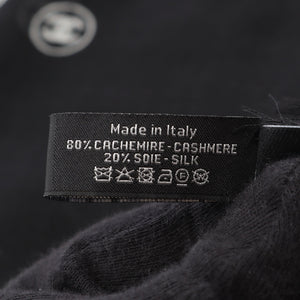 Made in Italy
80% CACHEMIRE - CASHMERE
20% SOIE - SILK